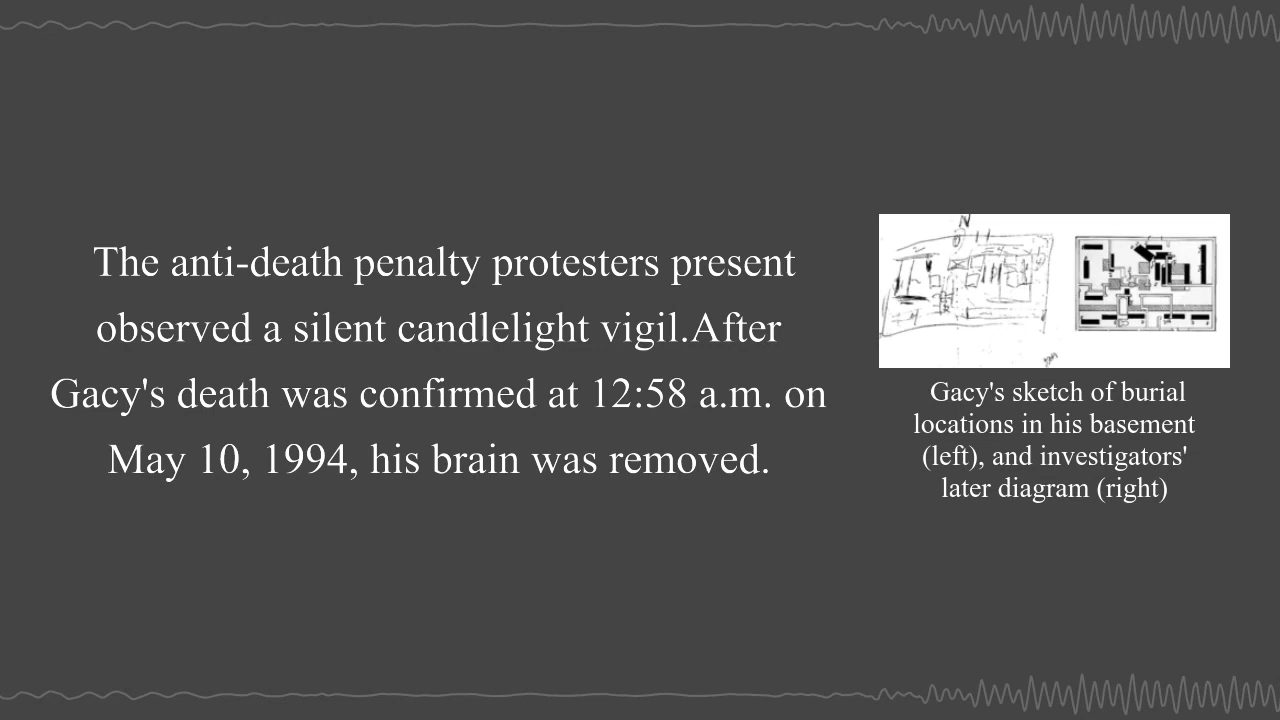 The anti-death penalty protesters present
observed a silent candlelight vigil.After
Gacy's death was confirmed at 12:58 a.m. on
May 10, 1994, his brain was removed.
N
Gacy's sketch of burial
locations in his basement
(left), and investigators'
later diagram (right)